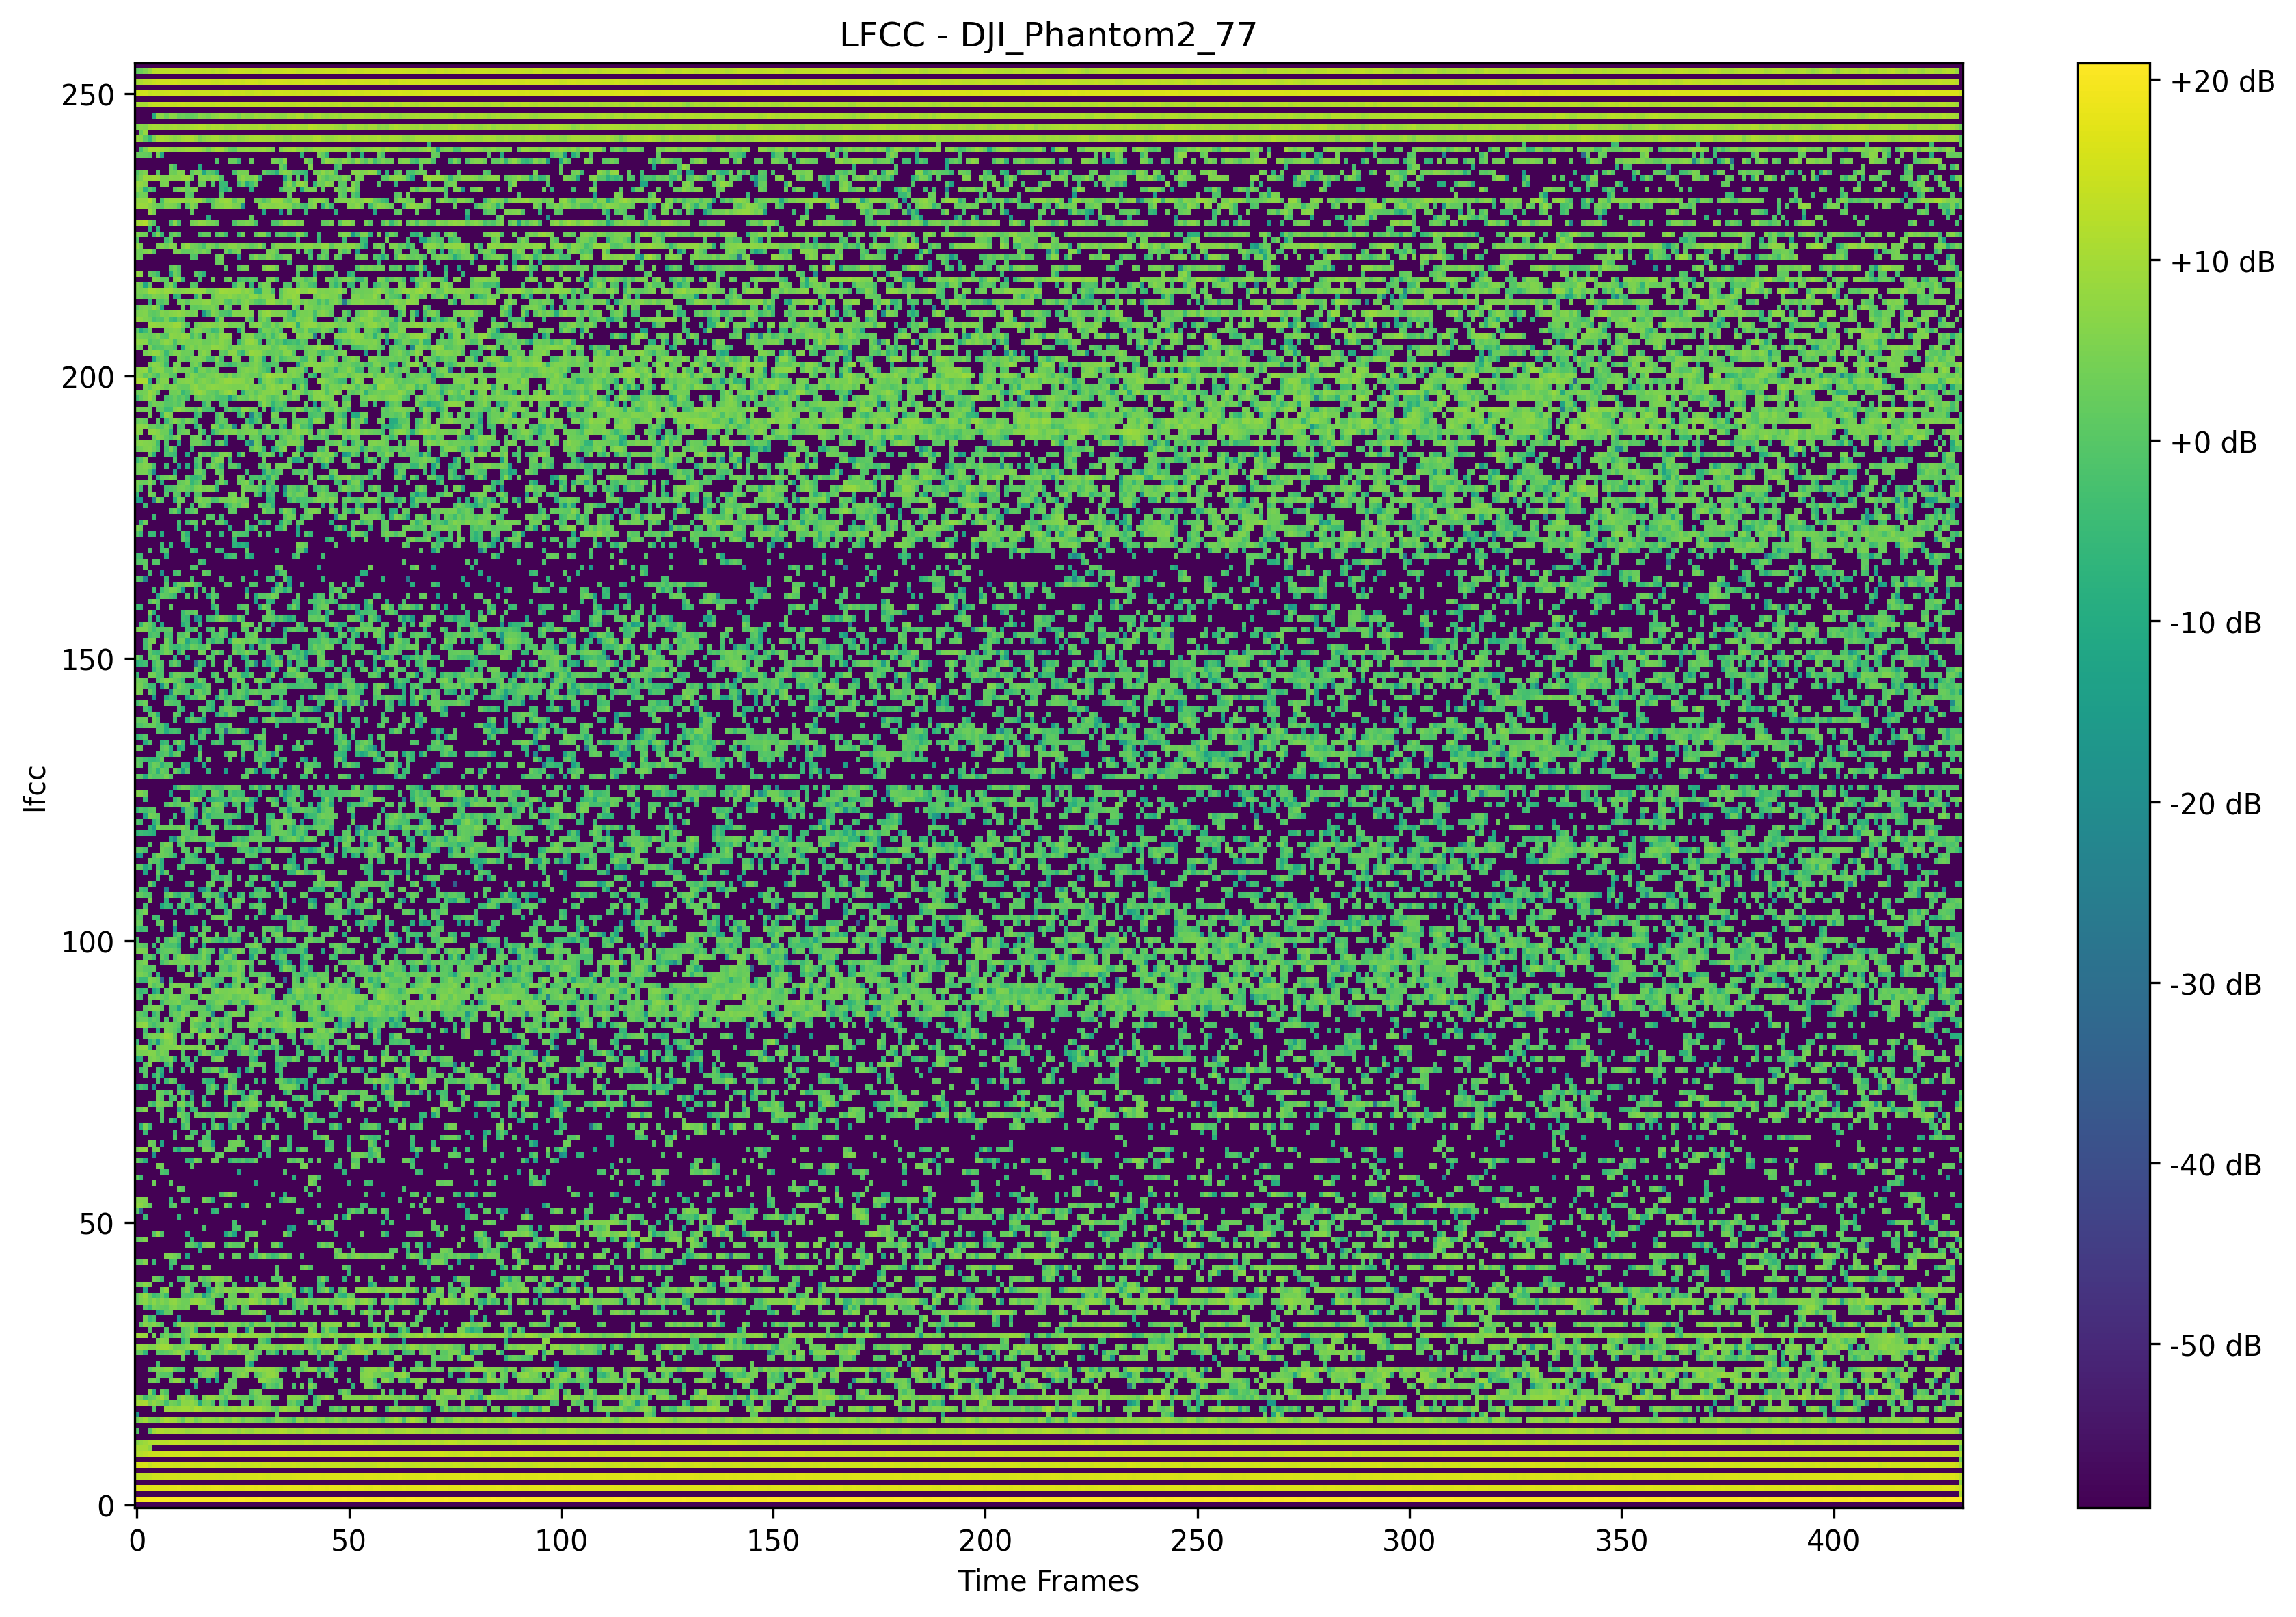 LFCC - DJI_Phantom2_77
250
200
150
100
50
0
lfcc
0 50 100 150 200 250 300 350 400
Time Frames
+20 dB
+10 dB
+0 dB
-10 dB
-20 dB
-30 dB
-40 dB
-50 dB